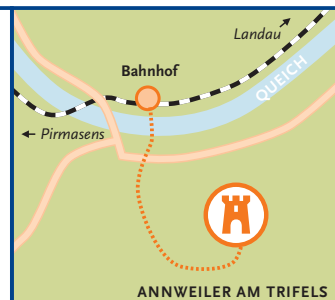 Landau
Bahnhof
QUEICH
Pirmasens
ANNWEILER AM TRIFELS